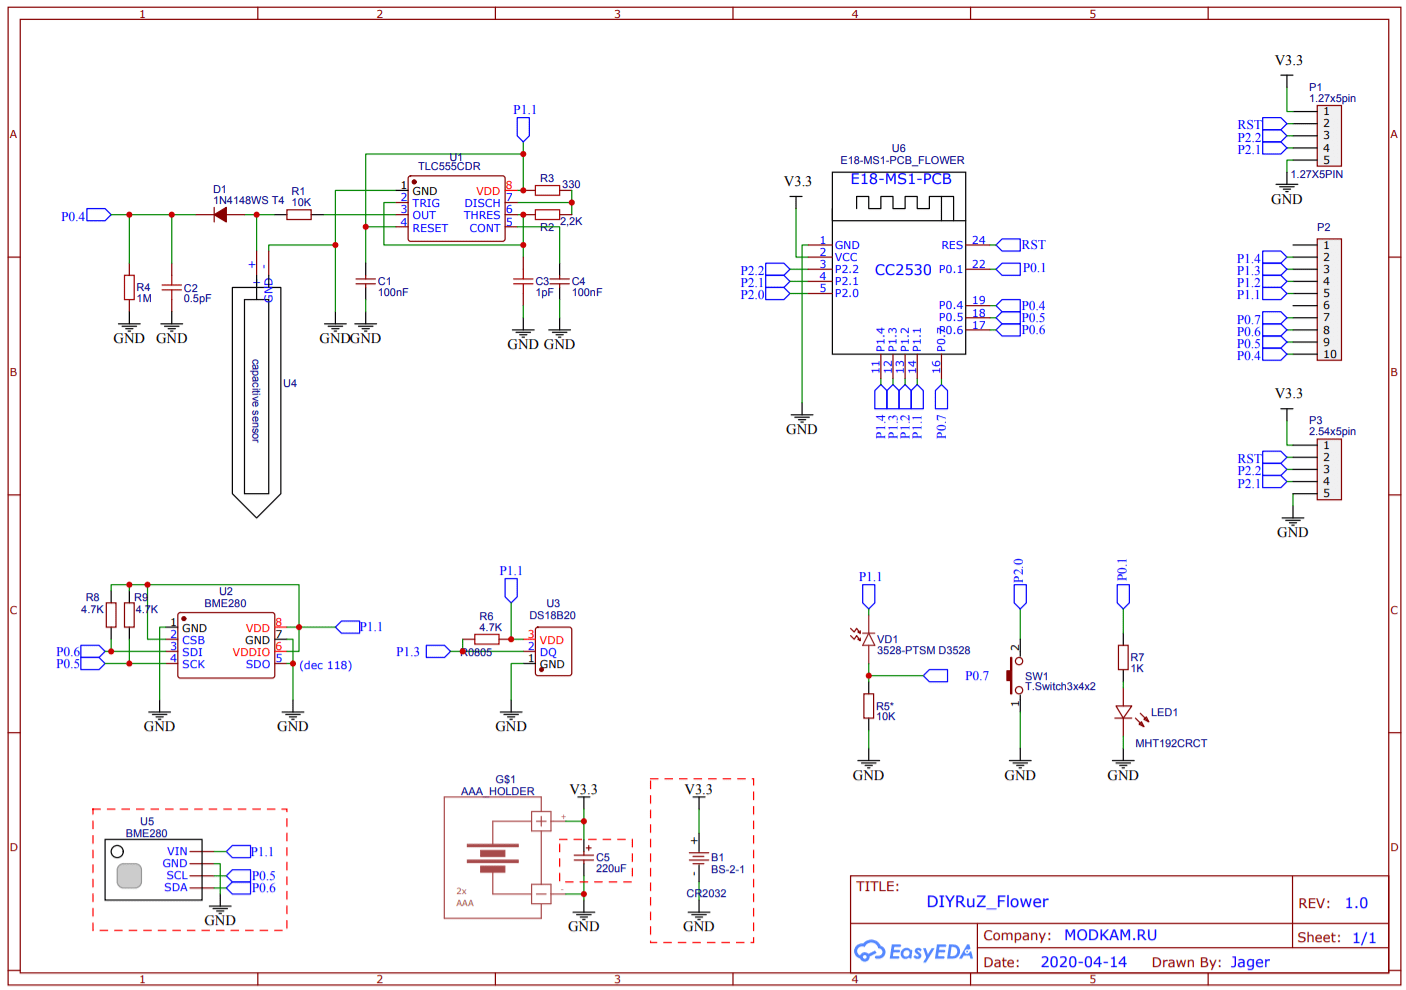 1 2 3 4 5
A
B
C
D
A
B
C
D
P1.1
U1
TLC555CDR
1 GND
2 TRIG
3 OUT
4 RESET
VDD 8
DISCH 7
THRES 6
CONT 5
R3 330
R2 2,2K
D1
1N4148WS T4
R1
10K
P0.4
R4
1M
C2
0.5pF
+ -
+
GND
C1
100nF
C3
1pF
C4
100nF
GND GND GND GND GND GND
capacitive sensor
U4
U6
E18-MS1-PCB_FLOWER
E18-MS1-PCB
V3.3
CC2530
1 GND
2 VCC
3 P2.2
4 P2.1
5 P2.0
P2.2
P2.1
P2.0
RES 24 RST
P0.1 22 P0.1
P0.4 19 P0.4
P0.5 18 P0.5
P0.6 17 P0.6
P1.4 P1.3 P1.2 P1.1 P0.7
11 12 13 14 16
P1.4 P1.3 P1.2 P1.1 P0.7
GND
V3.3
P1
1.27x5pin
1
RST 2
P2.2 3
P2.1 4
5
1.27X5PIN
GND
P2
1
P1.4 2
P1.3 3
P1.2 4
P1.1 5
6
P0.7 7
P0.6 8
P0.5 9
P0.4 10
V3.3
P3
2.54x5pin
1
RST 2
P2.2 3
P2.1 4
5
GND
R8
4.7K
R9
4.7K
U2
BME280
1 GND
2 CSB
3 SDI
4 SCK
VDD 8
GND 7
VDDIO 6
SDO 5
P0.6
P0.5
P1.1
(dec 118)
GND GND
P1.1
U3
DS18B20
R6
4.7K
R0805
P1.3
3 VDD
2 DQ
1 GND
GND
P1.1
VD1
3528-PTSM D3528
P0.7
R5*
10K
GND
P2.0
2
SW1
T.Switch3x4x2
1
GND
P0.1
R7
1K
LED1
MHT192CRCT
GND
U5
BME280
VIN P1.1
GND
SCL P0.5
SDA P0.6
GND
G$1
AAA_HOLDER
+
-
2x
AAA
V3.3
+
C5
220uF
GND
V3.3
+
B1
BS-2-1
-
CR2032
GND
TITLE:
DIYRuZ_Flower
REV: 1.0
EasyEDA
Company: MODKAM.RU
Sheet: 1/1
Date: 2020-04-14 Drawn By: Jager
1 2 3 4 5